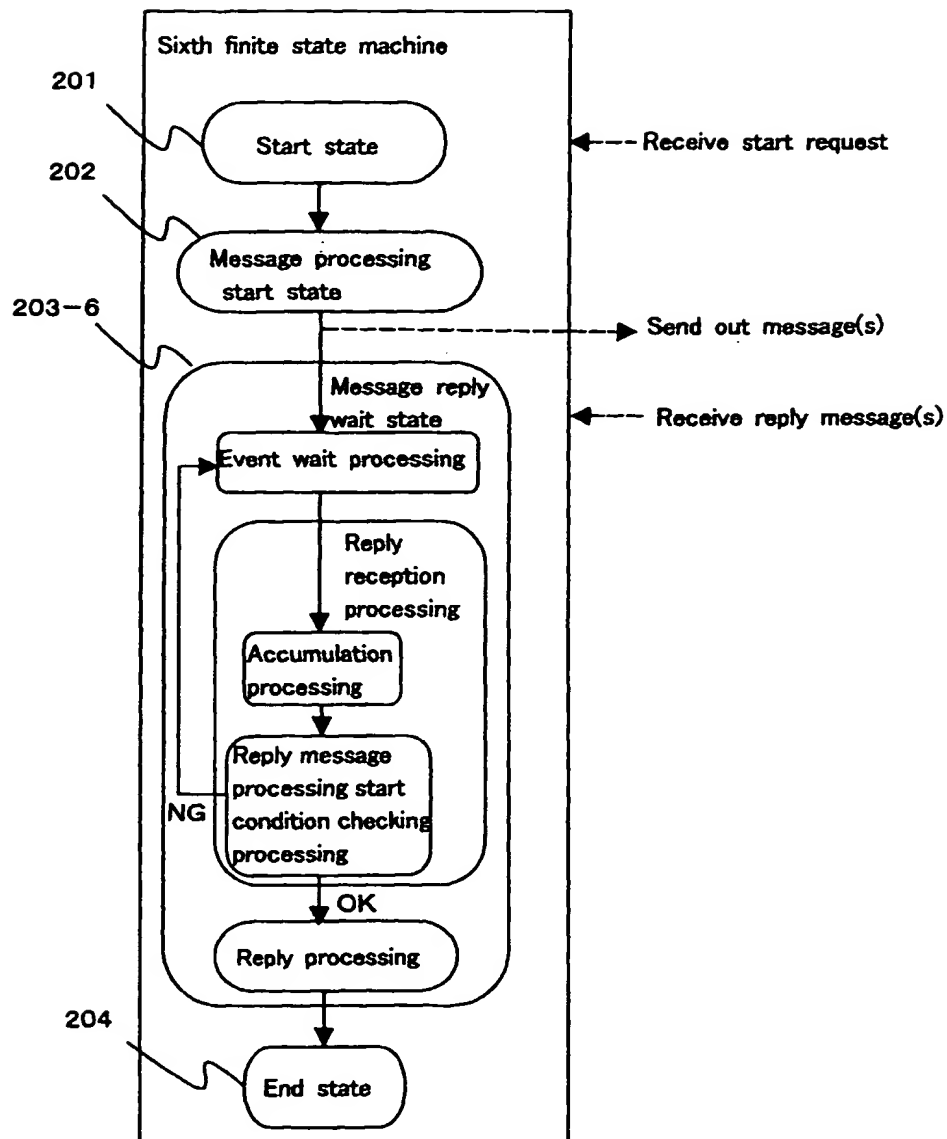 Sixth finite state machine
201
Start state
Receive start request
202
Message processing
start state
203-6
Send out message(s)
Message reply
wait state
Receive reply message(s)
Event wait processing
Reply
reception
processing
Accumulation
processing
Reply message
processing start
condition checking
processing
NG
OK
Reply processing
204
End state